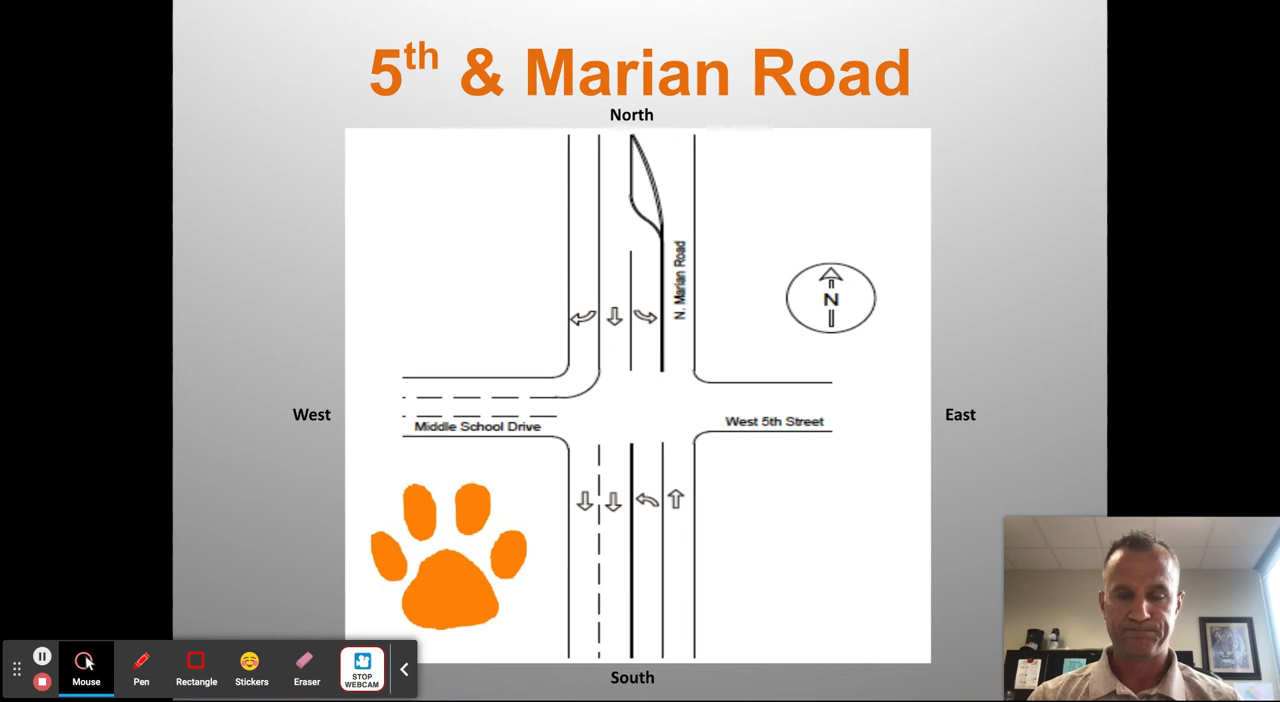 5th & Marian Road
North
N. Marian Road
N
West
Middle School Drive
West 5th Street
East
South
Mouse
Pen
Rectangle
Stickers
Eraser
STOP
WEBCAM